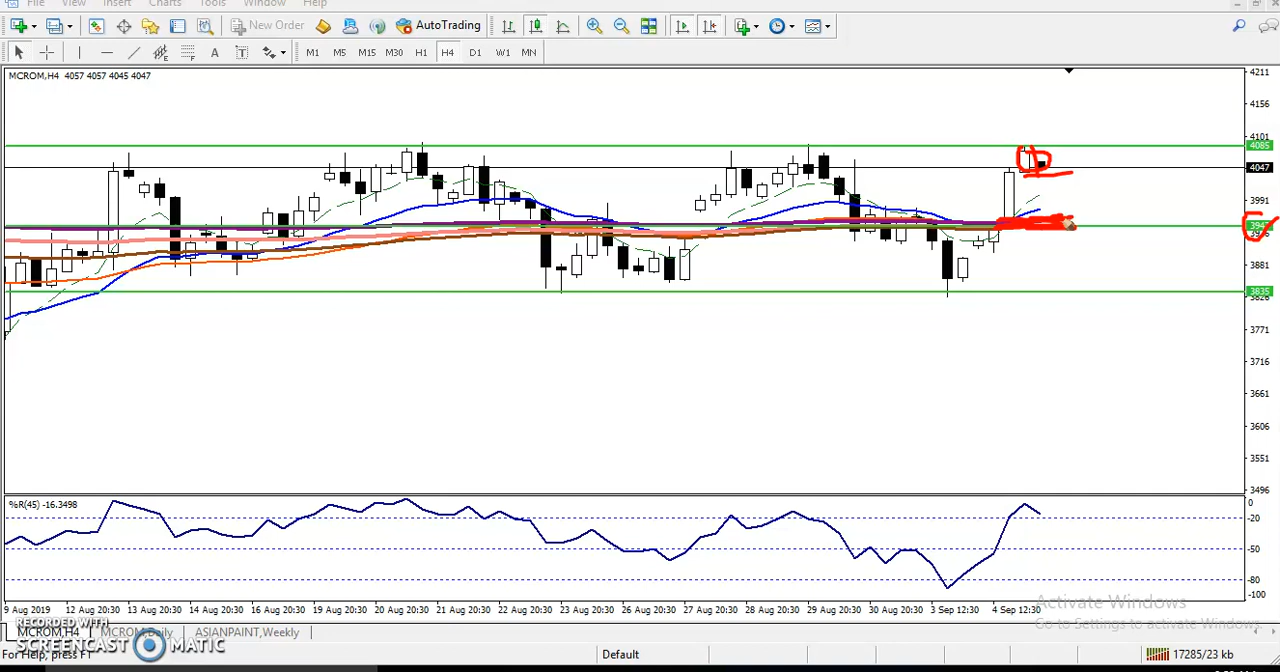 File View Insert Charts Tools Window Help
New Order AutoTrading
A T M1 M5 M15 M30 H1 H4 D1 W1 MN
MCROM,H4 4057 4057 4045 4047
4211
4156
4101
4085
4047
3991
3881
3835
3826
3771
3716
3661
3606
3551
3496
%R(45) -16.3498
0
-20
-50
-80
-100
9 Aug 2019 12 Aug 20:30 13 Aug 20:30 14 Aug 20:30 16 Aug 20:30 19 Aug 20:30 20 Aug 20:30 21 Aug 20:30 22 Aug 20:30 23 Aug 20:30 26 Aug 20:30 27 Aug 20:30 28 Aug 20:30 29 Aug 20:30 30 Aug 20:30 3 Sep 12:30 4 Sep 12:30
Activate Windows
Go to Settings to activate Windows.
RECORDED WITH
MCROM,H4 MCROM,Daily ASIANPAINT,Weekly
SCREENCAST MATIC
For Help, press F1 Default 17285/23 kb